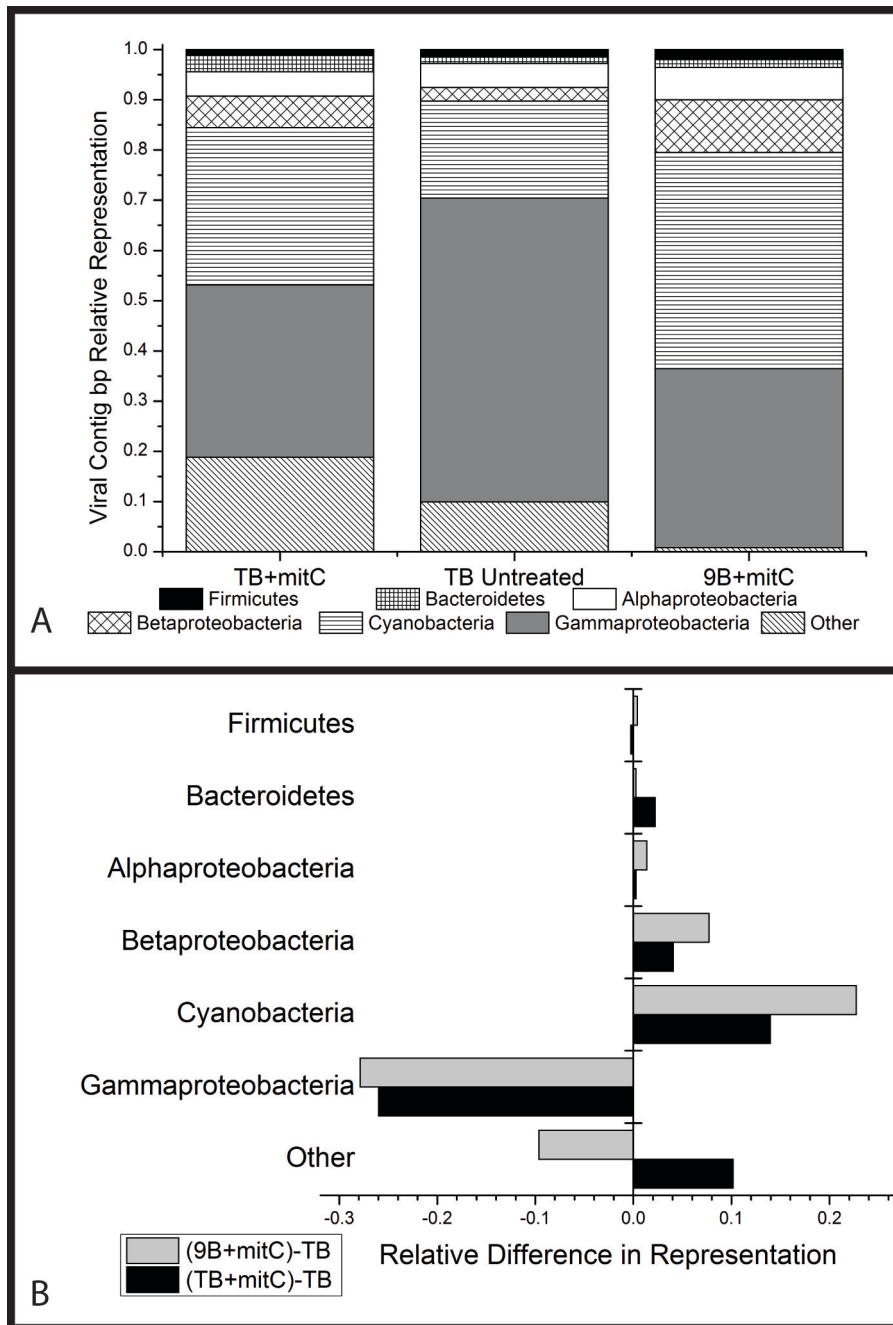 Viral Contig bp Relative Representation
1.0
0.9
0.8
0.7
0.6
0.5
0.4
0.3
0.2
0.1
0.0
TB+mitC TB Untreated 9B+mitC
Firmicutes Bacteroidetes Alphaproteobacteria
Betaproteobacteria Cyanobacteria Gammaproteobacteria Other
A
Firmicutes
Bacteroidetes
Alphaproteobacteria
Betaproteobacteria
Cyanobacteria
Gammaproteobacteria
Other
-0.3 -0.2 -0.1 0.0 0.1 0.2
Relative Difference in Representation
(9B+mitC)-TB
(TB+mitC)-TB
B